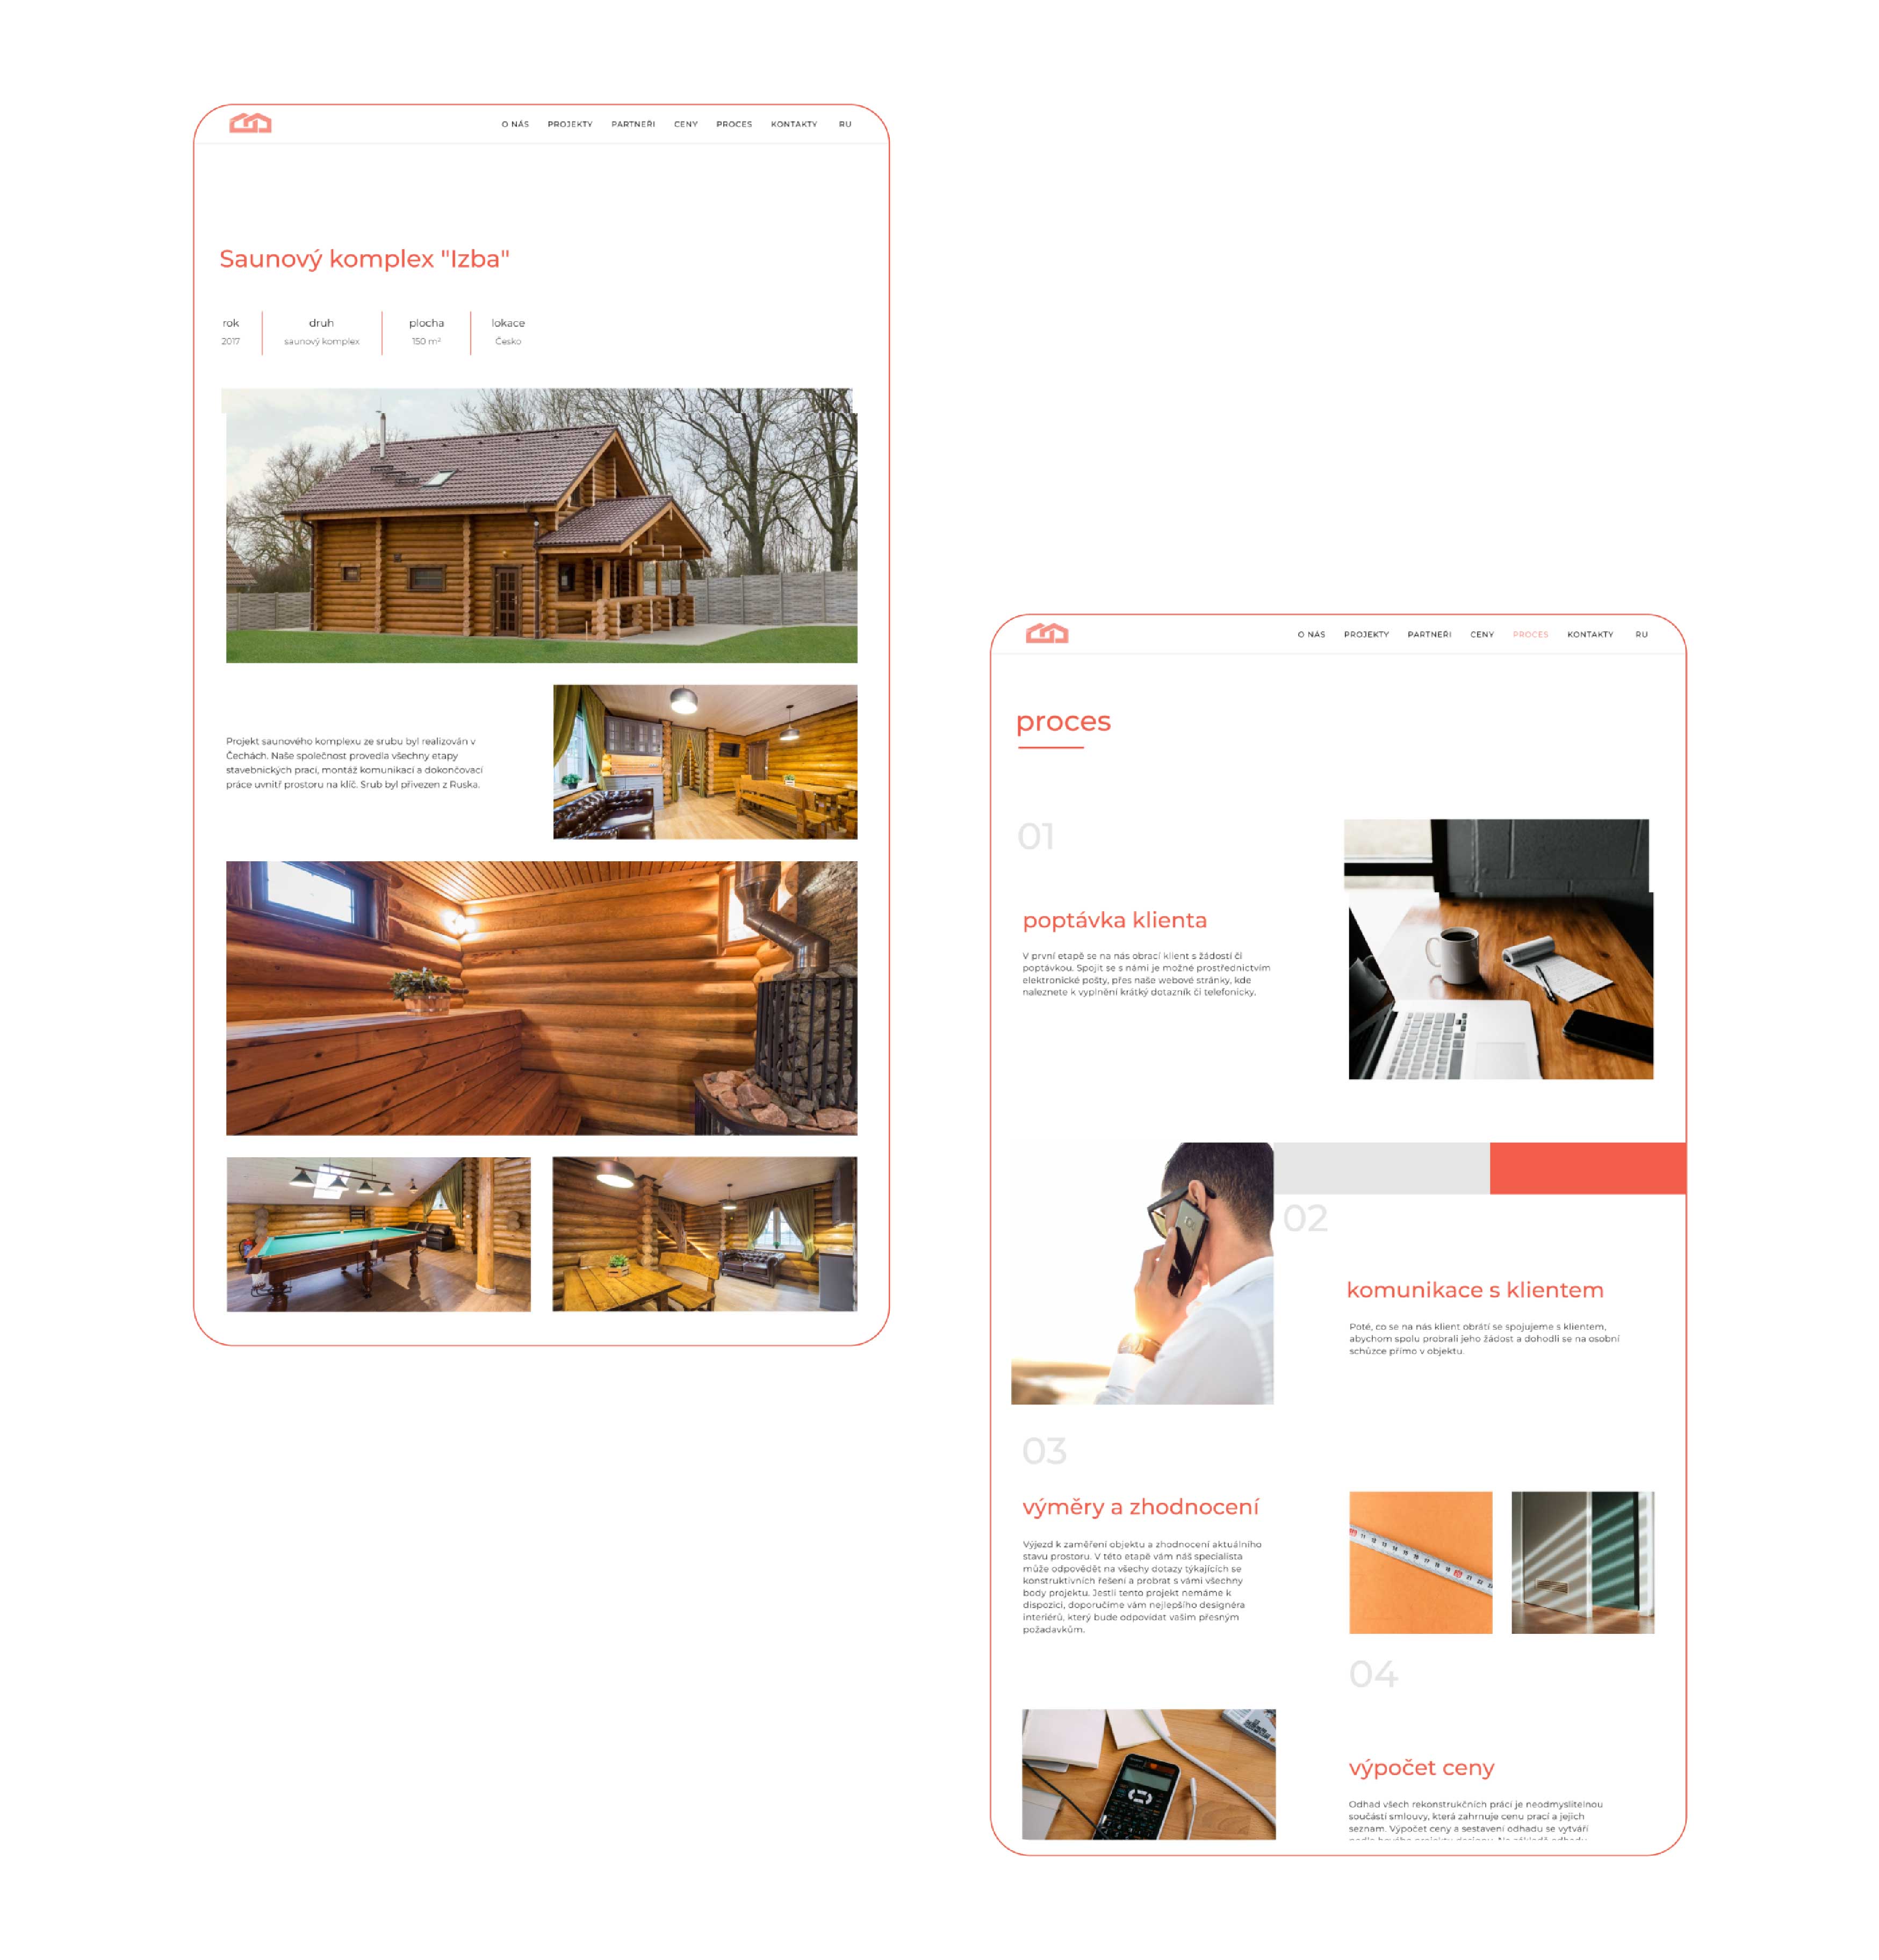 O NÁS PROJEKTY PARTNEŘI CENY PROCES KONTAKTY RU
Saunový komplex "Izba"
rok druh plocha lokace
2017 saunový komplex 150 m² Česko
Projekt saunového komplexu ze srubu byl realizován v
Čechách. Naše společnost provedla všechny etapy
stavebnických prací, montáž komunikací a dokončovací
práce uvnitř prostoru na klíč. Srub byl přivezen z Ruska.
O NÁS PROJEKTY PARTNEŘI CENY PROCES KONTAKTY RU
proces
01
poptávka klienta
V první etapě se na nás obrací klient s žádostí či
poptávkou. Spojit se s námi je možné prostřednictvím
elektronické pošty, přes naše webové stránky, kde
naleznete k vyplnění krátký dotazník či telefonicky.
02
komunikace s klientem
Poté, co se na nás klient obrátí se spojujeme s klientem,
abychom spolu probrali jeho žádost a dohodli se na osobní
schůzce přímo v objektu.
03
výměry a zhodnocení
Výjezd k zaměření objektu a zhodnocení aktuálního
stavu prostoru. V této etapě vám náš specialista
může odpovědět na všechy dotazy týkajících se
konstruktivních řešení a probrat s vámi všechny
body projektu. Jestli tento projekt nemáme k
dispozici, doporučíme vám nejlepšího designéra
interiérů, který bude odpovídat vašim přesným
požadavkům.
04
výpočet ceny
Odhad všech rekonstrukčních prácí je neodmyslitelnou
součástí smlouvy, která zahrnuje cenu prací a jejich
seznam. Výpočet ceny a sestavení odhadu se vytváří